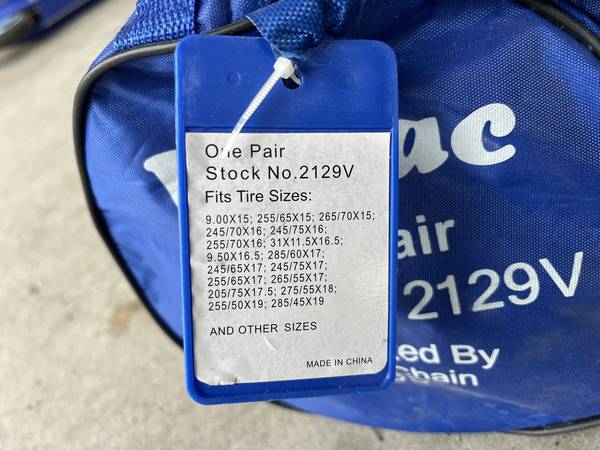 One Pair
Stock No.2129V
Fits Tire Sizes:
9.00X15; 255/65X15; 265/70X15;
245/70X16; 245/75X16;
255/70X16; 31X11.5X16.5;
9.50X16.5; 285/60X17;
245/65X17; 245/75X17;
255/65X17; 265/55X17;
205/75X17.5; 275/55X18;
255/50X19; 285/45X19
AND OTHER SIZES
MADE IN CHINA
ac
air
2129V
ed By
Chain